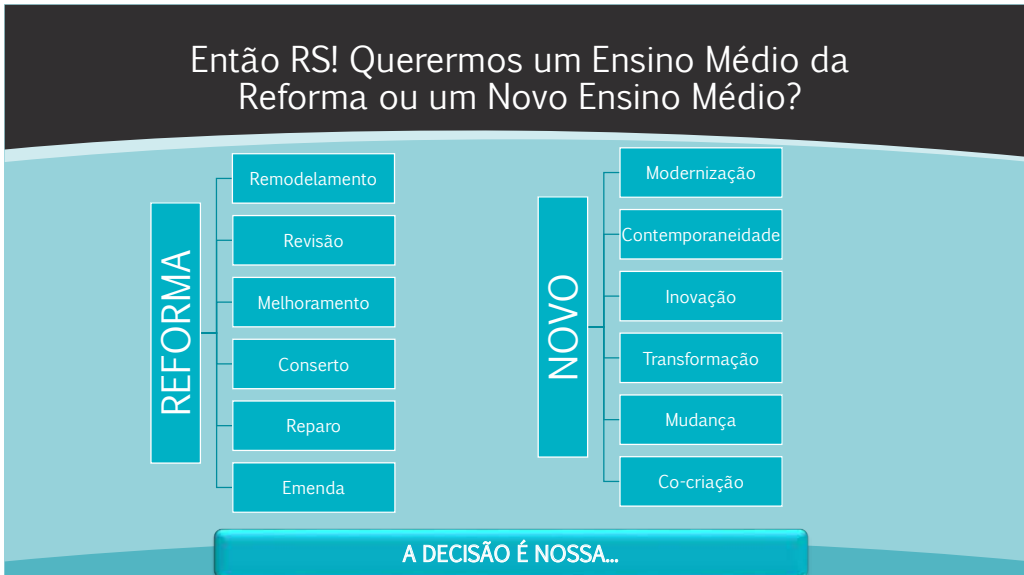 Então RS! Querermos um Ensino Médio da
Reforma ou um Novo Ensino Médio?
REFORMA
Remodelamento
Revisão
Melhoramento
Conserto
Reparo
Emenda
NOVO
Modernização
Contemporaneidade
Inovação
Transformação
Mudança
Co-criação
A DECISÃO É NOSSA...